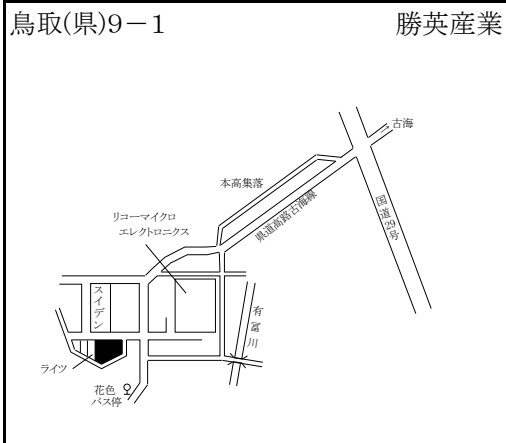 鳥取(県)9－1
勝英産業
→古海
本高集落
県道高路古海線
国道29号
リコーマイクロ
エレクトロニクス
スイデン
有富川
ライツ
花色
バス停